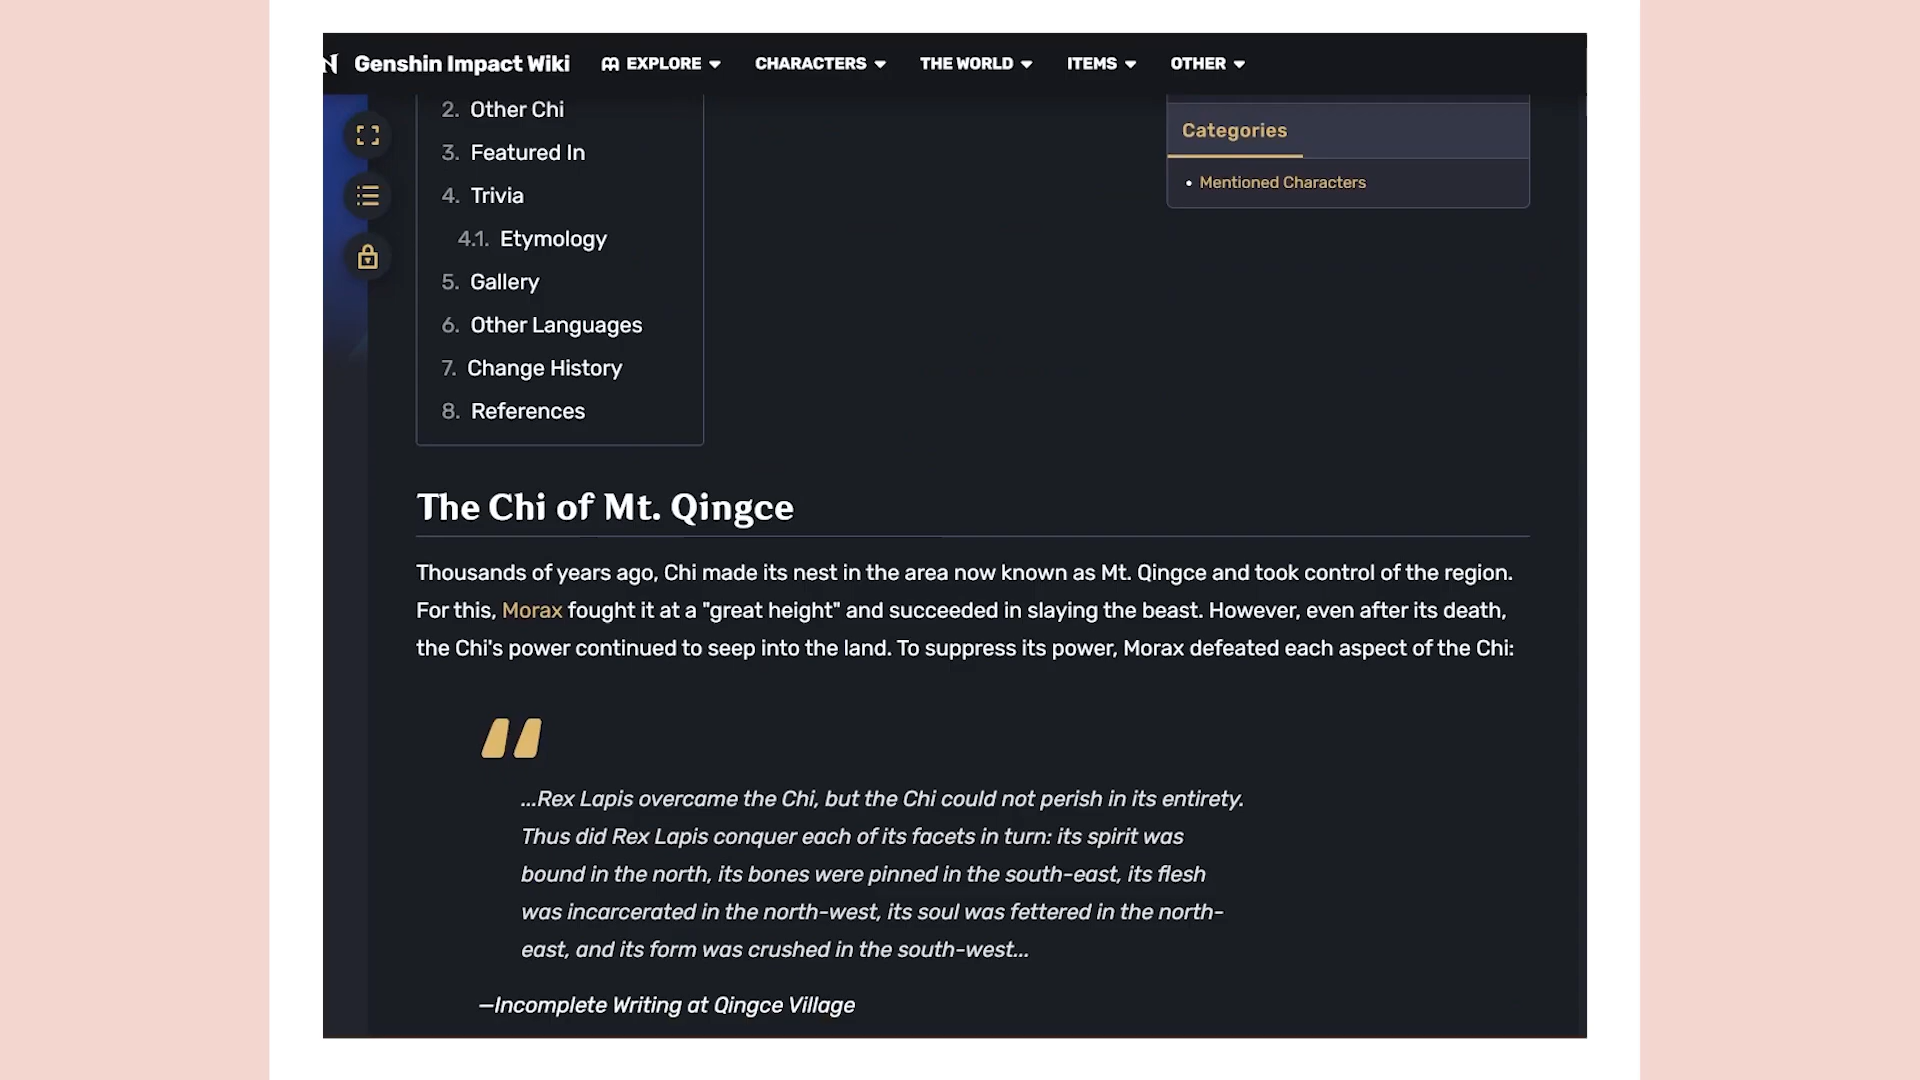 Genshin Impact Wiki EXPLORE CHARACTERS THE WORLD ITEMS OTHER
2. Other Chi
3. Featured In
4. Trivia
4.1. Etymology
5. Gallery
6. Other Languages
7. Change History
8. References
Categories
• Mentioned Characters
The Chi of Mt. Qingce
Thousands of years ago, Chi made its nest in the area now known as Mt. Qingce and took control of the region.
For this, Morax fought it at a "great height" and succeeded in slaying the beast. However, even after its death,
the Chi's power continued to seep into the land. To suppress its power, Morax defeated each aspect of the Chi:
"
...Rex Lapis overcame the Chi, but the Chi could not perish in its entirety.
Thus did Rex Lapis conquer each of its facets in turn: its spirit was
bound in the north, its bones were pinned in the south-east, its flesh
was incarcerated in the north-west, its soul was fettered in the north-
east, and its form was crushed in the south-west...
—Incomplete Writing at Qingce Village